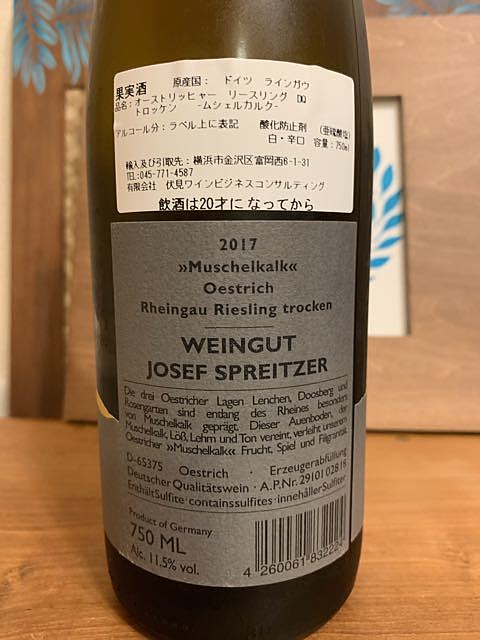 果実酒　原産国： ドイツ ラインガウ
品名：オーストリッヒャー リースリング QbA
トロッケン -ムシェルカルク-
アルコール分：ラベル上に表記　酸化防止剤 (亜硫酸塩)
白・辛口 容量：750ml
輸入及び引取先：横浜市金沢区富岡西6-1-31
TEL:045-771-4587
有限会社 伏見ワインビジネスコンサルティング
飲酒は20才になってから
2017
»Muschelkalk«
Oestrich
Rheingau Riesling trocken
WEINGUT
JOSEF SPREITZER
Die drei Oestricher Lagen Lenchen, Doosberg und
Rosengarten sind entlang des Rheines besonders
von Muschelkalk geprägt. Dieser Auenboden, der
Muschelkalk, Löß, Lehm und Ton vereint, verleiht unserem
Oestricher »Muschelkalk« Frucht, Spiel und Filigranität.
D-65375 Oestrich · Erzeugerabfüllung
Deutscher Qualitätswein · A.P.Nr. 29101 028 18
Enthält Sulfite · contains sulfites · innehåller Sulfiter
Product of Germany
750 ML
Alc. 11.5% vol.
4 260061 832224